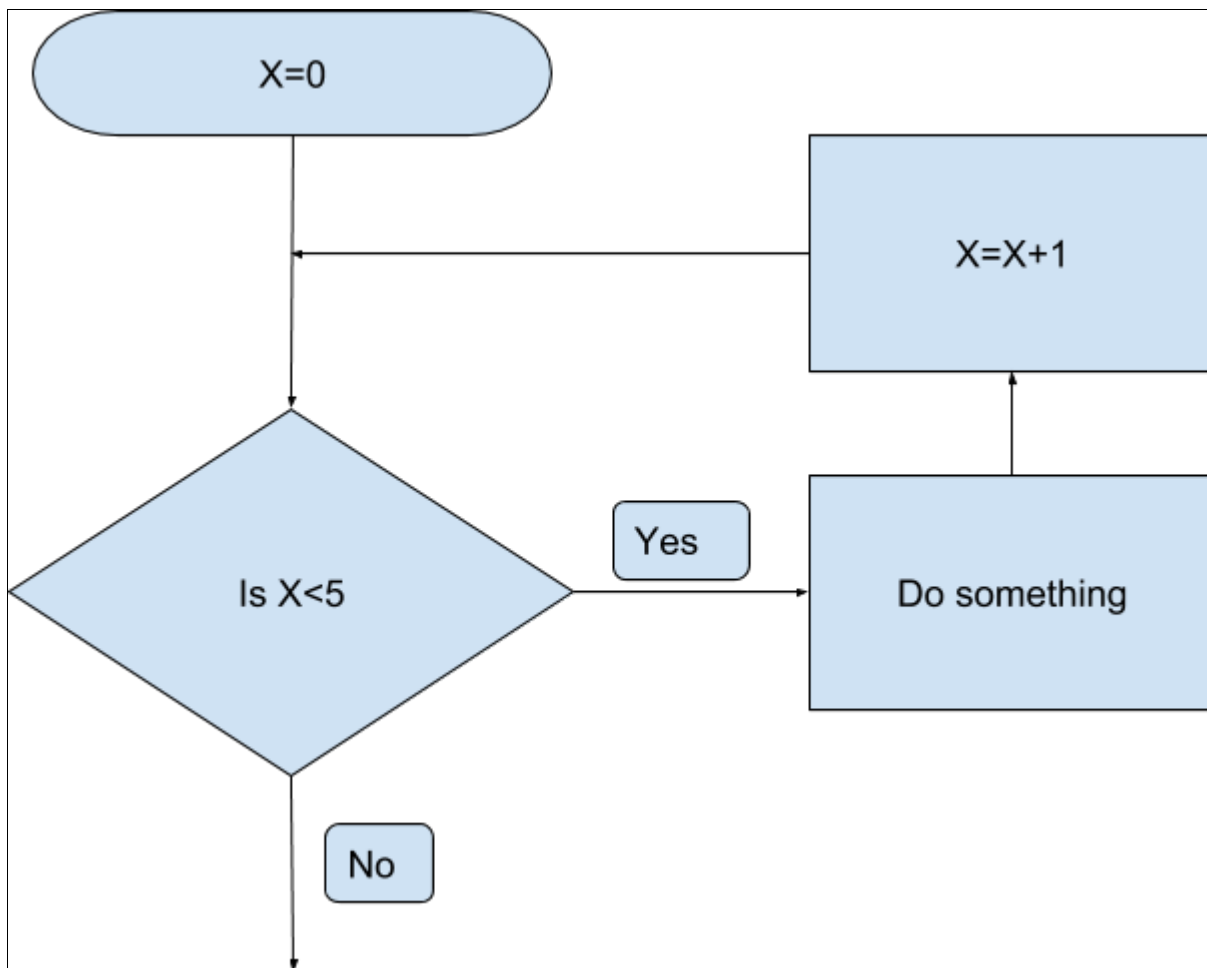 X=0
X=X+1
Is X<5
Yes
Do something
No